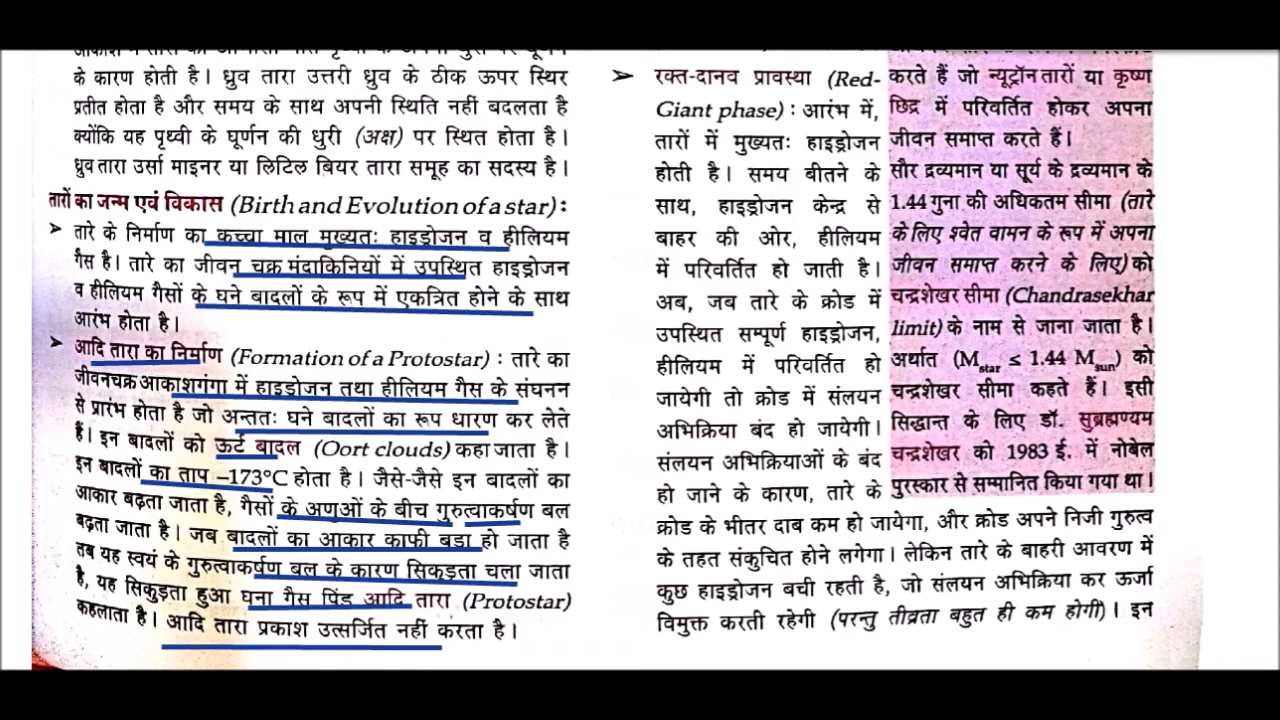 के कारण होती है। ध्रुव तारा उत्तरी ध्रुव के ठीक ऊपर स्थिर
प्रतीत होता है और समय के साथ अपनी स्थिति नहीं बदलता है
क्योंकि यह पृथ्वी के घूर्णन की धुरी (अक्ष) पर स्थित होता है।
ध्रुव तारा उर्सा माइनर या लिटिल बियर तारा समूह का सदस्य है।
तारों का जन्म एवं विकास (Birth and Evolution of a star) :
➤ तारे के निर्माण का कच्चा माल मुख्यतः हाइड्रोजन व हीलियम
गैस है। तारे का जीवन चक्र मंदाकिनियों में उपस्थित हाइड्रोजन
व हीलियम गैसों के घने बादलों के रूप में एकत्रित होने के साथ
आरंभ होता है।
➤ आदि तारा का निर्माण (Formation of a Protostar) : तारे का
जीवनचक्र आकाशगंगा में हाइड्रोजन तथा हीलियम गैस के संघनन
से प्रारंभ होता है जो अन्ततः घने बादलों का रूप धारण कर लेते
हैं। इन बादलों को ऊर्ट बादल (Oort clouds) कहा जाता है।
इन बादलों का ताप –173°C होता है। जैसे-जैसे इन बादलों का
आकार बढ़ता जाता है, गैसों के अणुओं के बीच गुरुत्वाकर्षण बल
बढ़ता जाता है। जब बादलों का आकार काफी बडा हो जाता है
तब यह स्वयं के गुरुत्वाकर्षण बल के कारण सिकुड़ता चला जाता
है, यह सिकुड़ता हुआ घना गैस पिंड आदि तारा (Protostar)
कहलाता है। आदि तारा प्रकाश उत्सर्जित नहीं करता है।
➤ रक्त-दानव प्रावस्था (Red-
Giant phase) : आरंभ में,
तारों में मुख्यतः हाइड्रोजन
होती है। समय बीतने के
साथ, हाइड्रोजन केन्द्र से
बाहर की ओर, हीलियम
में परिवर्तित हो जाती है।
अब, जब तारे के क्रोड में
उपस्थित सम्पूर्ण हाइड्रोजन,
हीलियम में परिवर्तित हो
जायेगी तो क्रोड में संलयन
अभिक्रिया बंद हो जायेगी।
संलयन अभिक्रियाओं के बंद
हो जाने के कारण, तारे के
क्रोड के भीतर दाब कम हो जायेगा, और क्रोड अपने निजी गुरुत्व
के तहत संकुचित होने लगेगा। लेकिन तारे के बाहरी आवरण में
कुछ हाइड्रोजन बची रहती है, जो संलयन अभिक्रिया कर ऊर्जा
विमुक्त करती रहेगी (परन्तु तीव्रता बहुत ही कम होगी)। इन
करते हैं जो न्यूट्रॉन तारों या कृष्ण
छिद्र में परिवर्तित होकर अपना
जीवन समाप्त करते हैं।
सौर द्रव्यमान या सूर्य के द्रव्यमान के
1.44 गुना की अधिकतम सीमा (तारे
के लिए श्वेत वामन के रूप में अपना
जीवन समाप्त करने के लिए) को
चन्द्रशेखर सीमा (Chandrasekhar
limit) के नाम से जाना जाता है।
अर्थात (Mstar ≤ 1.44 Msun) को
चन्द्रशेखर सीमा कहते हैं। इसी
सिद्धान्त के लिए डॉ. सुब्रह्मण्यम
चन्द्रशेखर को 1983 ई. में नोबेल
पुरस्कार से सम्मानित किया गया था।